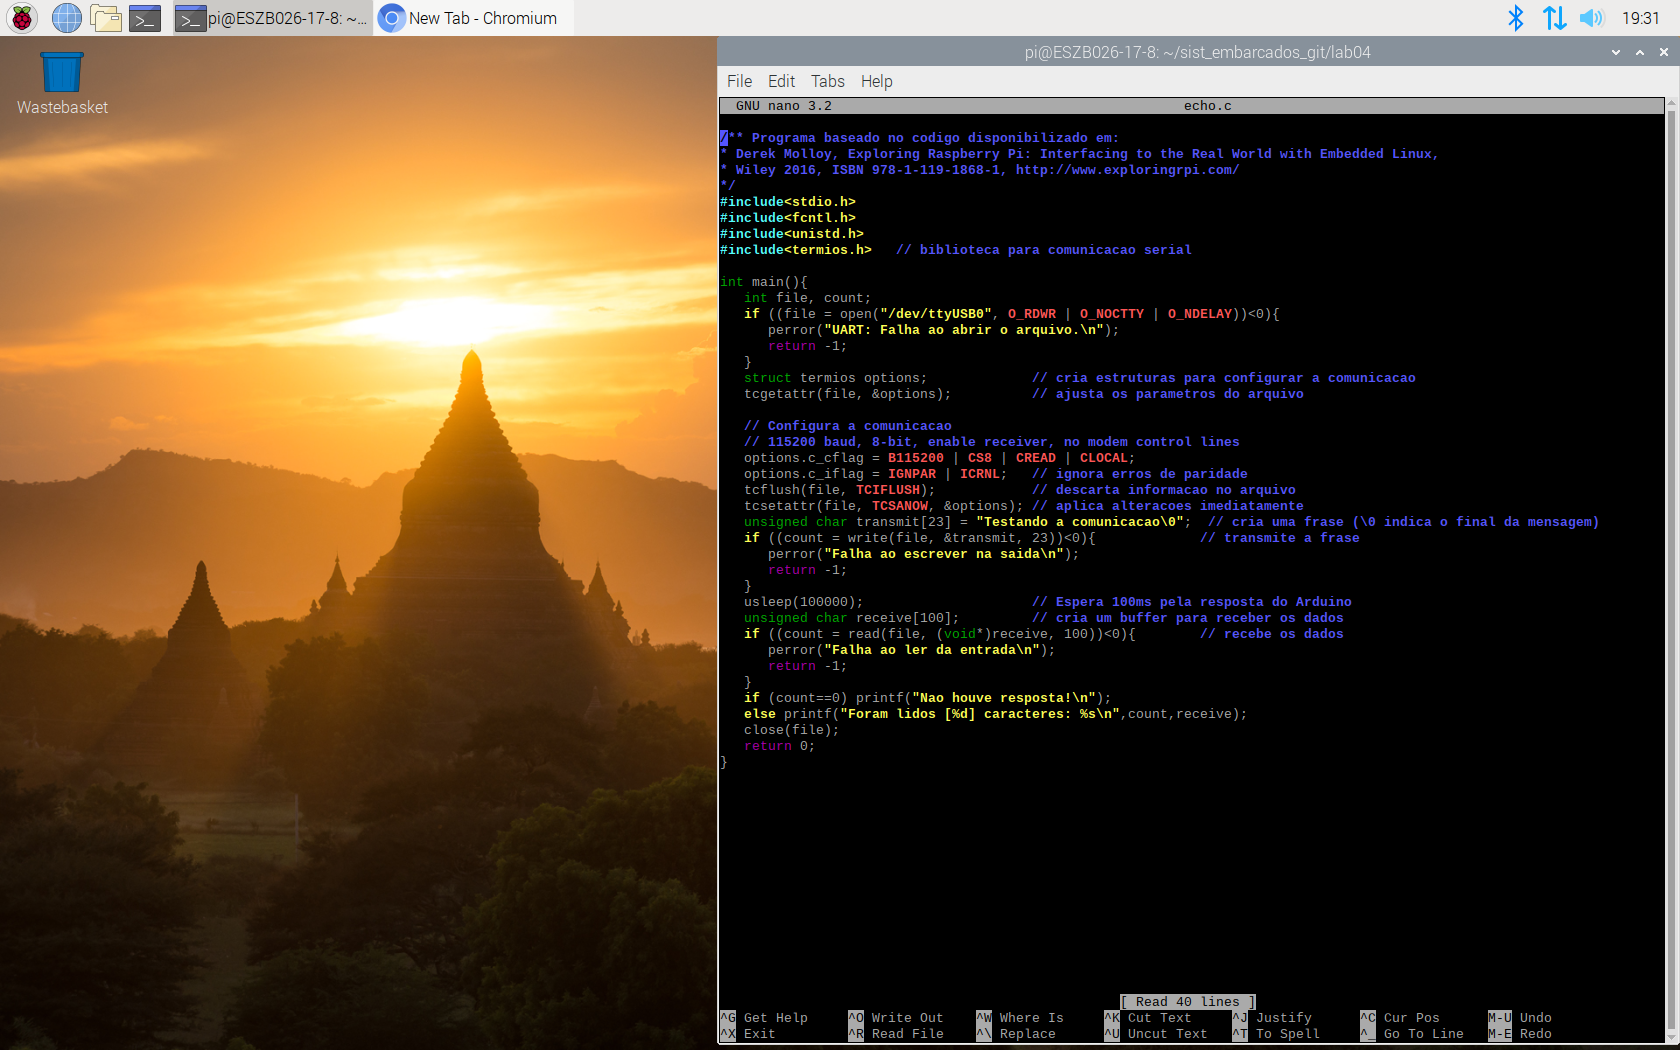 pi@ESZB026-17-8: ~...
New Tab - Chromium
19:31
Wastebasket
pi@ESZB026-17-8: ~/sist_embarcados_git/lab04
File Edit Tabs Help
GNU nano 3.2 echo.c
/** Programa baseado no codigo disponibilizado em:
* Derek Molloy, Exploring Raspberry Pi: Interfacing to the Real World with Embedded Linux,
* Wiley 2016, ISBN 978-1-119-1868-1, http://www.exploringrpi.com/
*/
#include<stdio.h>
#include<fcntl.h>
#include<unistd.h>
#include<termios.h>   // biblioteca para comunicacao serial
int main(){
   int file, count;
   if ((file = open("/dev/ttyUSB0", O_RDWR | O_NOCTTY | O_NDELAY))<0){
      perror("UART: Falha ao abrir o arquivo.\n");
      return -1;
   }
   struct termios options;             // cria estruturas para configurar a comunicacao
   tcgetattr(file, &options);          // ajusta os parametros do arquivo
   // Configura a comunicacao
   // 115200 baud, 8-bit, enable receiver, no modem control lines
   options.c_cflag = B115200 | CS8 | CREAD | CLOCAL;
   options.c_iflag = IGNPAR | ICRNL;   // ignora erros de paridade
   tcflush(file, TCIFLUSH);            // descarta informacao no arquivo
   tcsetattr(file, TCSANOW, &options); // aplica alteracoes imediatamente
   unsigned char transmit[23] = "Testando a comunicacao\0";  // cria uma frase (\0 indica o final da mensagem)
   if ((count = write(file, &transmit, 23))<0){             // transmite a frase
      perror("Falha ao escrever na saida\n");
      return -1;
   }
   usleep(100000);                     // Espera 100ms pela resposta do Arduino
   unsigned char receive[100];         // cria um buffer para receber os dados
   if ((count = read(file, (void*)receive, 100))<0){        // recebe os dados
      perror("Falha ao ler da entrada\n");
      return -1;
   }
   if (count==0) printf("Nao houve resposta!\n");
   else printf("Foram lidos [%d] caracteres: %s\n",count,receive);
   close(file);
   return 0;
}
[ Read 40 lines ]
^G Get Help ^O Write Out ^W Where Is ^K Cut Text ^J Justify ^C Cur Pos M-U Undo
^X Exit ^R Read File ^\ Replace ^U Uncut Text ^T To Spell ^_ Go To Line M-E Redo